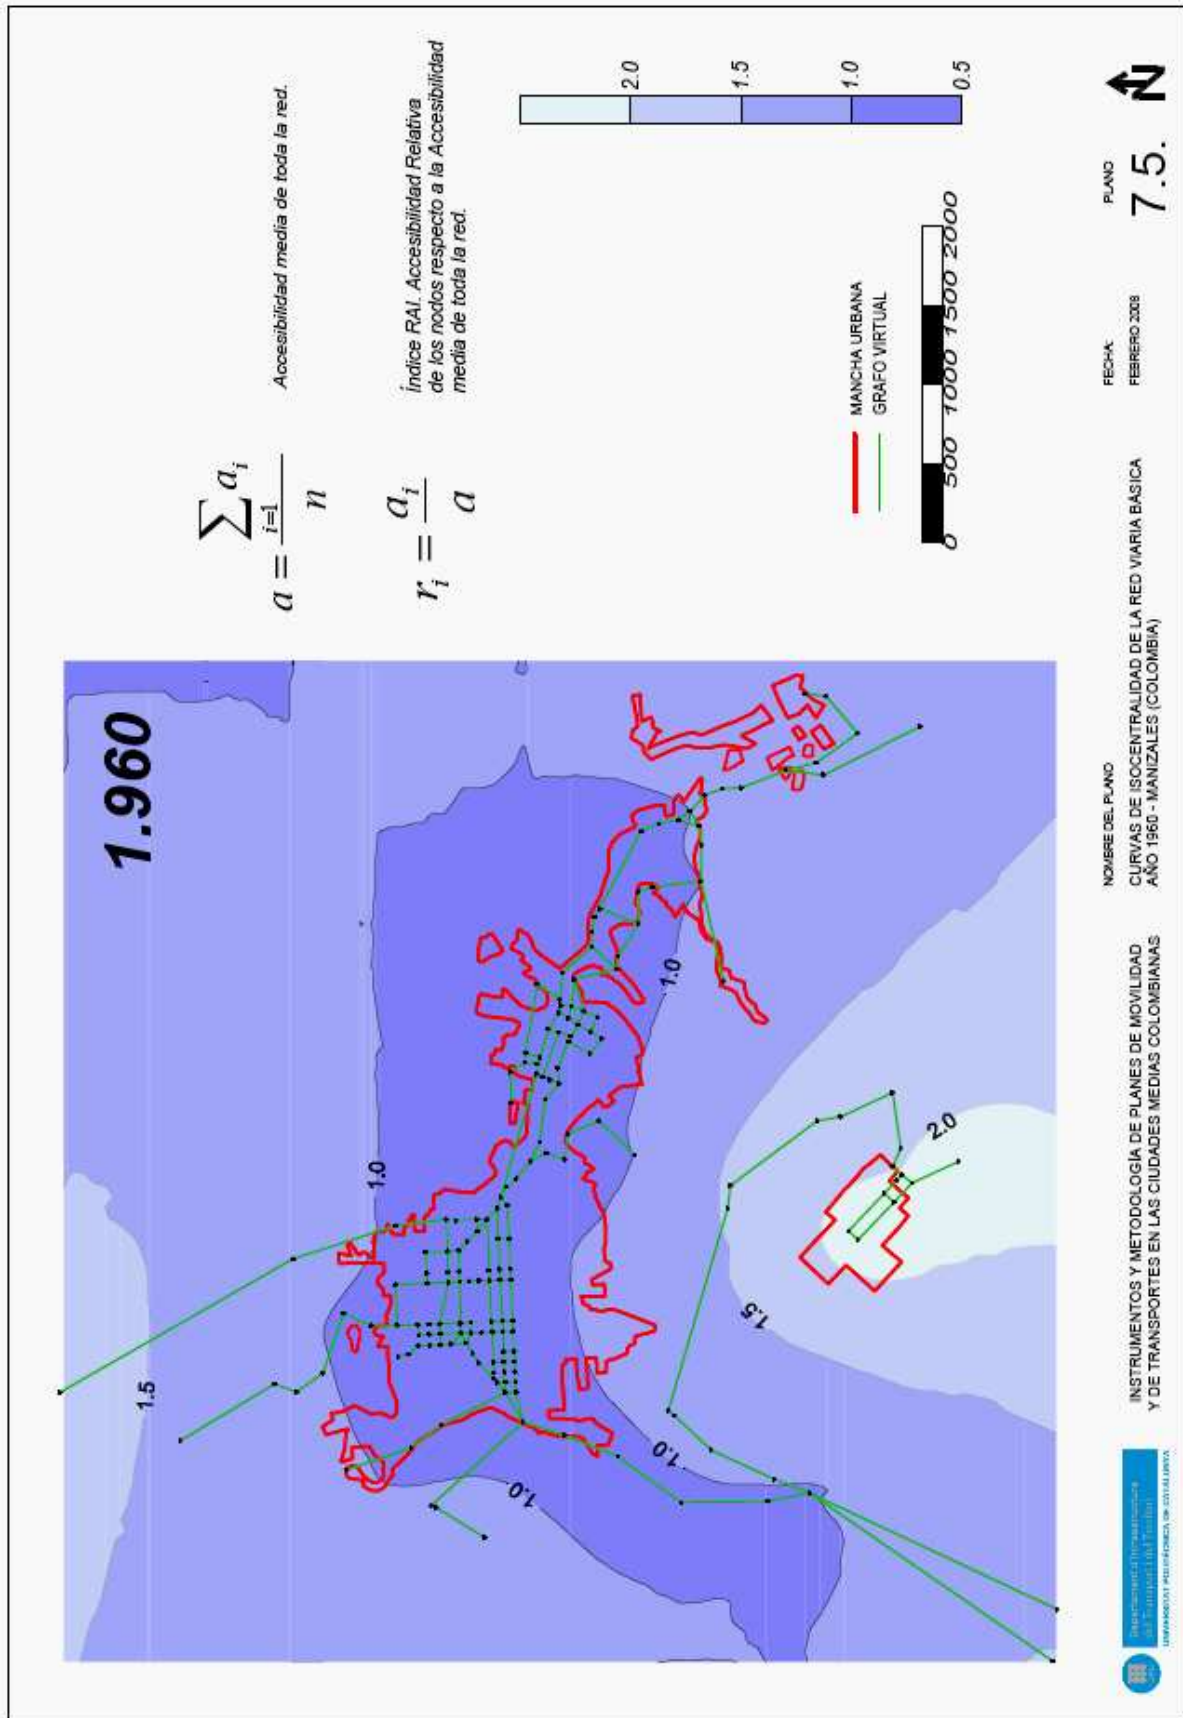 1.960
1.5
1.0
1.0
1.0
1.0
1.5
2.0
a = ∑ a_i
i=1
n
Accesibilidad media de toda la red.
r_i = a_i
a
Índice RAI. Accesibilidad Relativa
de los nodos respecto a la Accesibilidad
media de toda la red.
2.0
1.5
1.0
0.5
MANCHA URBANA
GRAFO VIRTUAL
0 500 1000 1500 2000
INSTRUMENTOS Y METODOLOGÍA DE PLANES DE MOVILIDAD
Y DE TRANSPORTES EN LAS CIUDADES MEDIAS COLOMBIANAS
NOMBRE DEL PLANO
CURVAS DE ISOCENTRALIDAD DE LA RED VIARIA BÁSICA
AÑO 1960 - MANIZALES (COLOMBIA)
FECHA:
FEBRERO 2008
PLANO
7.5.
N
UNIVERSITAT POLITÈCNICA DE CATALUNYA